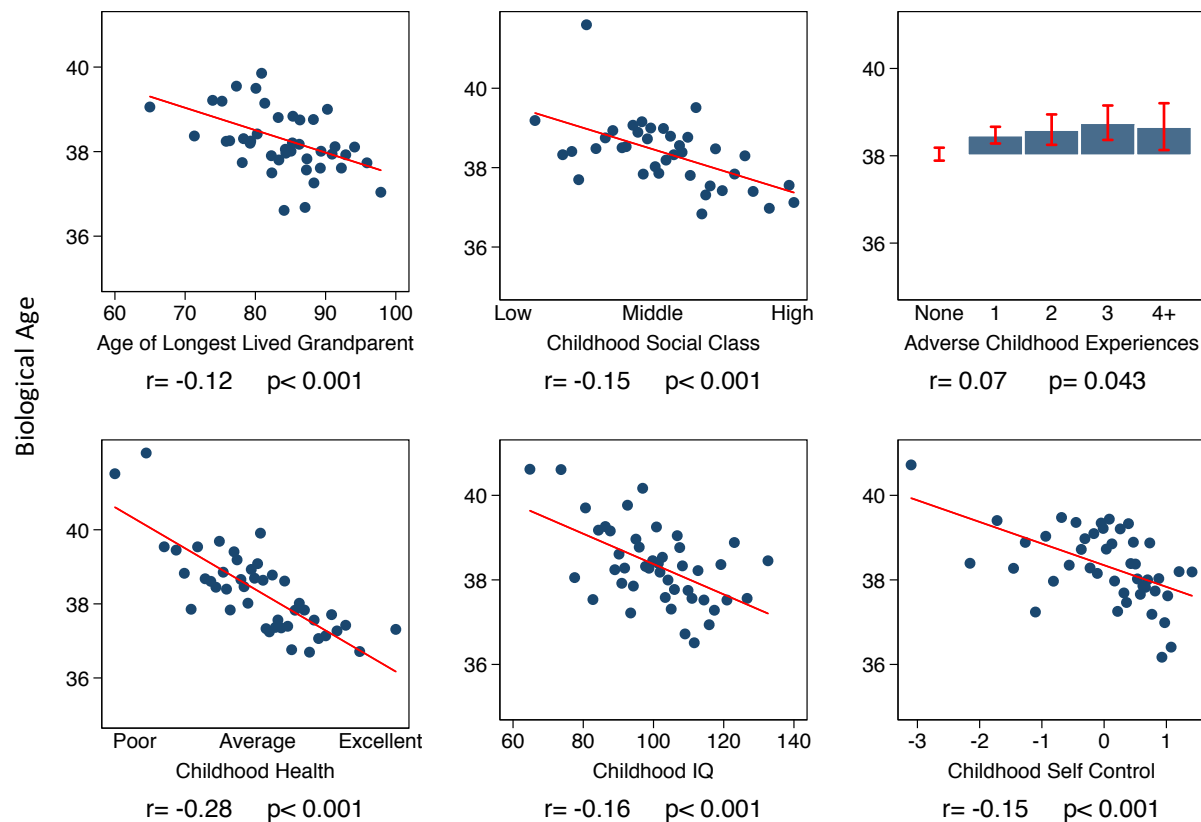 Biological Age
40
38
36
60 70 80 90 100
Age of Longest Lived Grandparent
r= -0.12 p< 0.001
40
38
36
Low Middle High
Childhood Social Class
r= -0.15 p< 0.001
40
38
36
None 1 2 3 4+
Adverse Childhood Experiences
r= 0.07 p= 0.043
40
38
36
Poor Average Excellent
Childhood Health
r= -0.28 p< 0.001
40
38
36
60 80 100 120 140
Childhood IQ
r= -0.16 p< 0.001
40
38
36
-3 -2 -1 0 1
Childhood Self Control
r= -0.15 p< 0.001